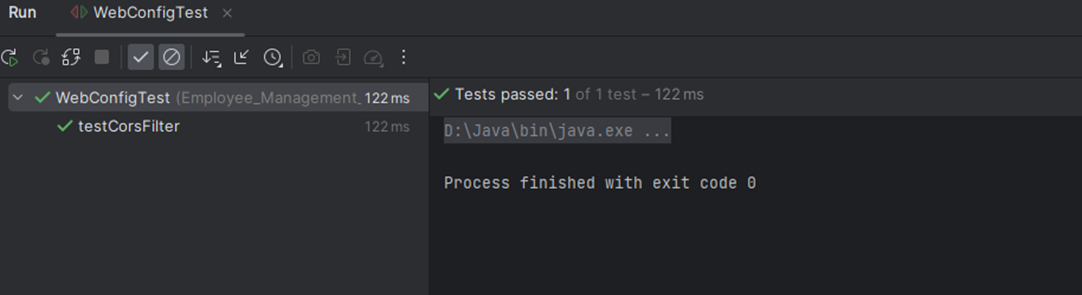 Run WebConfigTest
WebConfigTest (Employee_Management_ 122 ms
testCorsFilter 122 ms
Tests passed: 1 of 1 test – 122 ms
D:\Java\bin\java.exe ...
Process finished with exit code 0